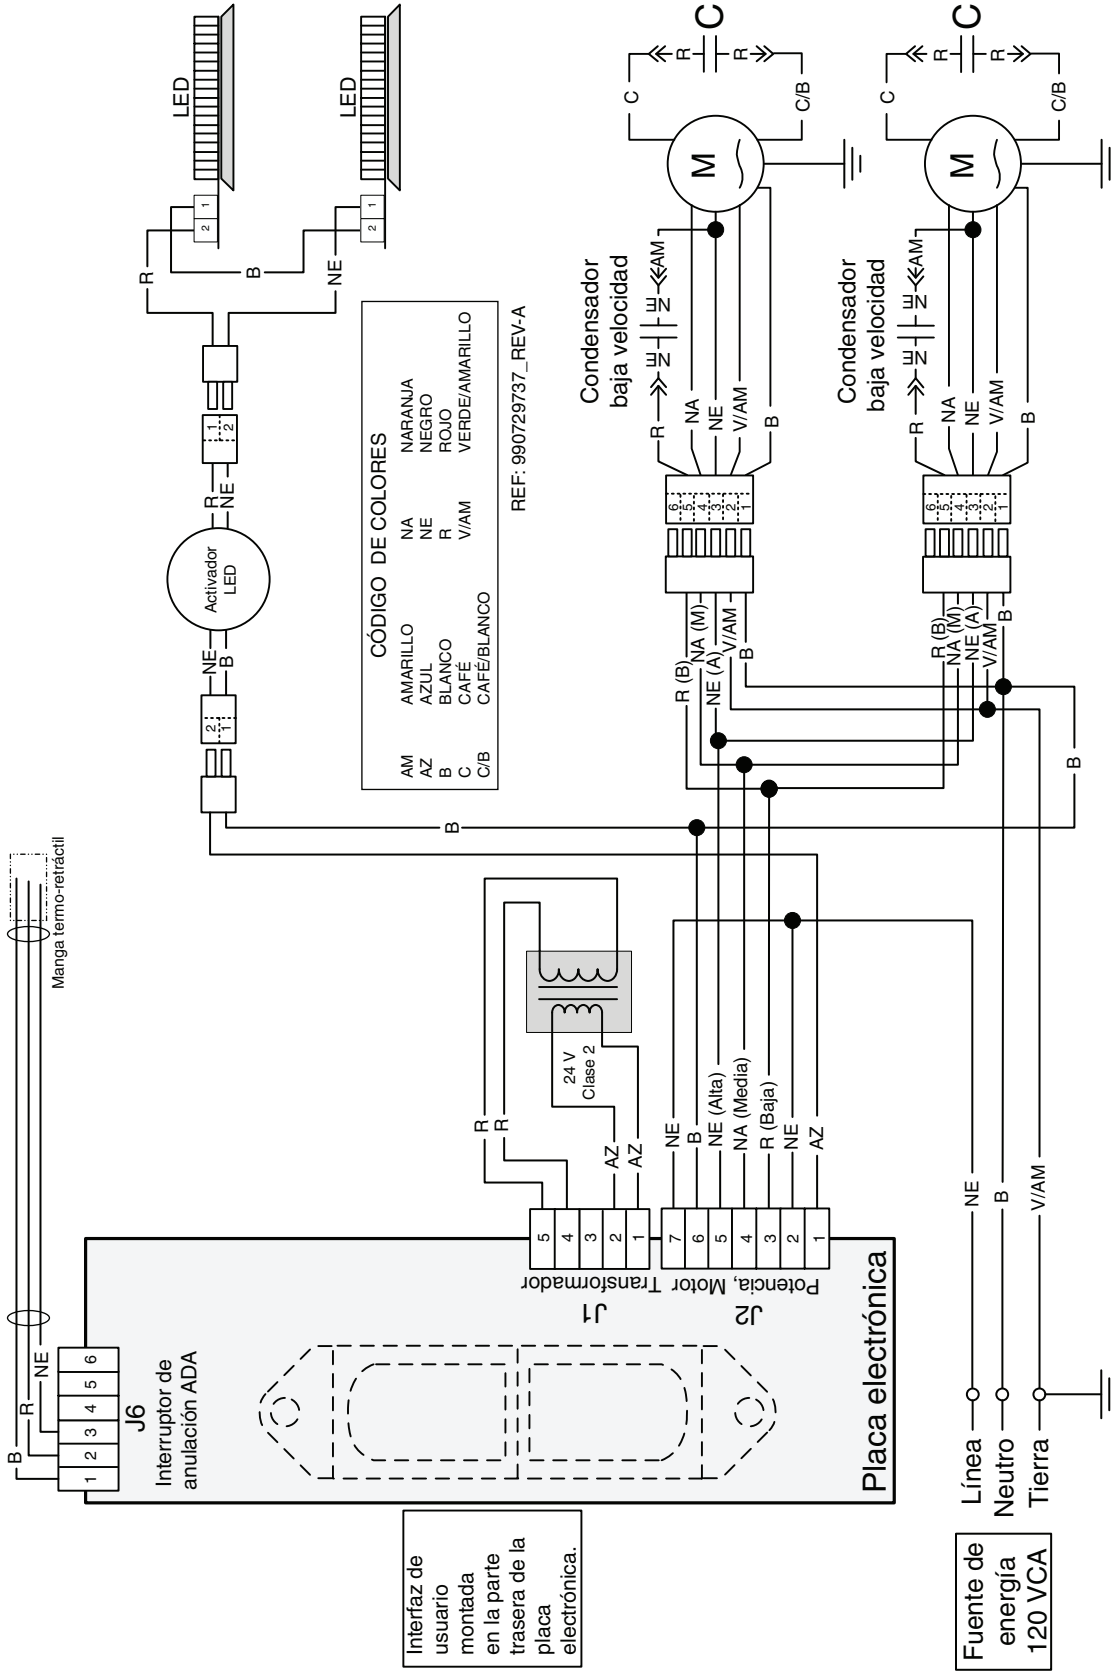 B
R
NE
1 2 3 4 5 6
J6
Interruptor de
anulación ADA
Manga termo-retráctil
Interfaz de
usuario
montada
en la parte
trasera de la
placa
electrónica.
Placa electrónica
J1
Transformador
5
4
3
2
1
R
R
AZ
AZ
24 V
Clase 2
J2
Potencia, Motor
7
6
5
4
3
2
1
NE
B
NE (Alta)
NA (Media)
R (Baja)
NE
AZ
Fuente de
energía
120 VCA
Línea
Neutro
Tierra
NE
B
V/AM
B
B
2
1
NE
B
Activador
LED
R
NE
1
2
R
B
NE
2 1
LED
2 1
LED
CÓDIGO DE COLORES
AM AMARILLO NA NARANJA
AZ AZUL NE NEGRO
B BLANCO R ROJO
C CAFÉ V/AM VERDE/AMARILLO
C/B CAFÉ/BLANCO
REF: 990729737_REV-A
R (B)
NA (M)
NE (A)
V/AM
B
6
5
4
3
2
1
Condensador
baja velocidad
R
NE
NE
AM
NA
NE
V/AM
B
M
C
R
R
C
C/B
R (B)
NA (M)
NE (A)
V/AM
B
6
5
4
3
2
1
Condensador
baja velocidad
R
NE
NE
AM
NA
NE
V/AM
B
M
C
R
R
C
C/B